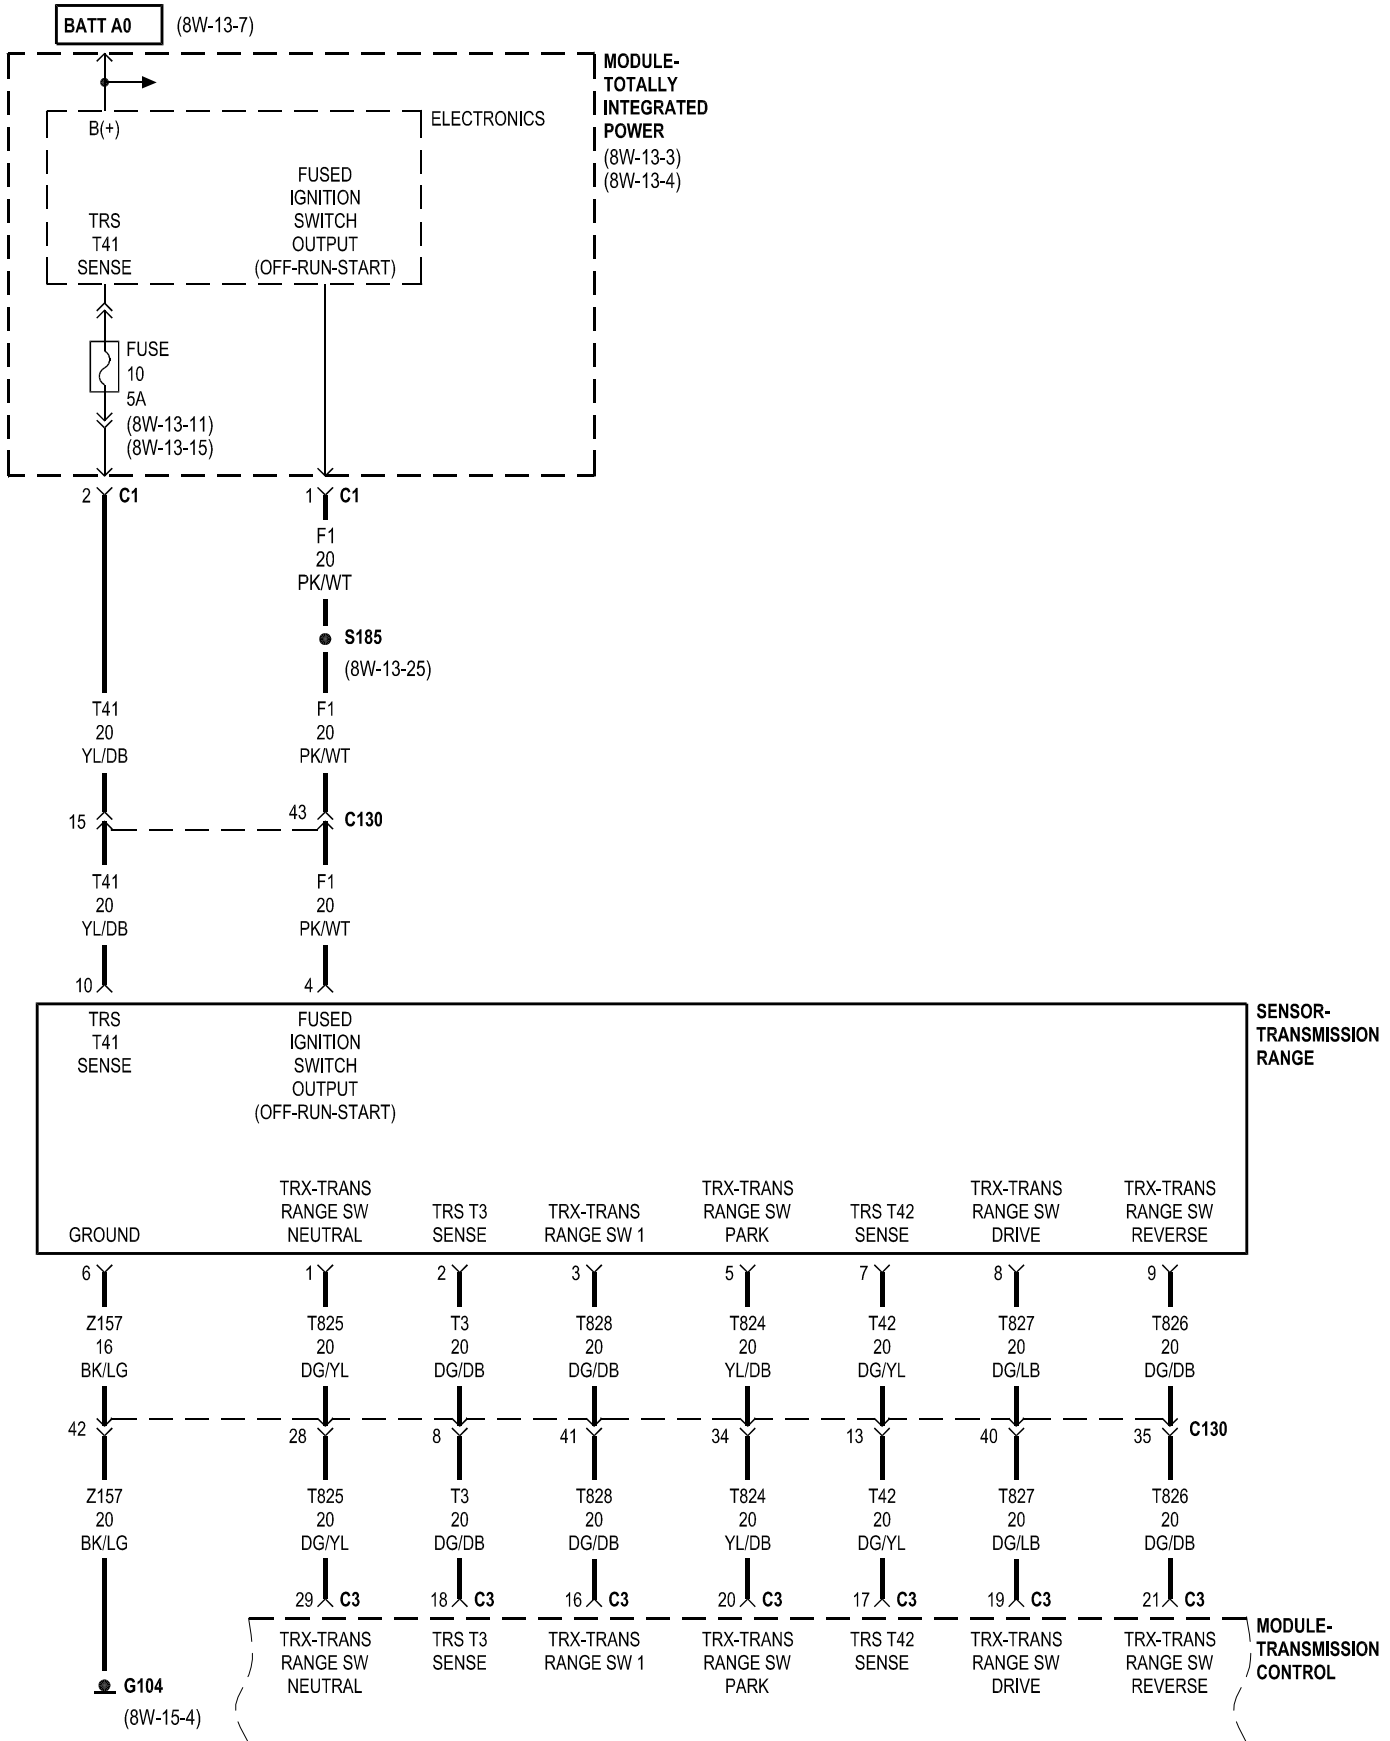 BATT A0 (8W-13-7)
MODULE-
TOTALLY
INTEGRATED
POWER
(8W-13-3)
(8W-13-4)
ELECTRONICS
B(+)
TRS
T41
SENSE
FUSED
IGNITION
SWITCH
OUTPUT
(OFF-RUN-START)
FUSE
10
5A
(8W-13-11)
(8W-13-15)
2 C1 1 C1
F1
20
PK/WT
S185
(8W-13-25)
T41 F1
20 20
YL/DB PK/WT
15 43 C130
T41 F1
20 20
YL/DB PK/WT
10 4
SENSOR-
TRANSMISSION
RANGE
TRS
T41
SENSE
FUSED
IGNITION
SWITCH
OUTPUT
(OFF-RUN-START)
GROUND
TRX-TRANS
RANGE SW
NEUTRAL
TRS T3
SENSE
TRX-TRANS
RANGE SW 1
TRX-TRANS
RANGE SW
PARK
TRS T42
SENSE
TRX-TRANS
RANGE SW
DRIVE
TRX-TRANS
RANGE SW
REVERSE
6 1 2 3 5 7 8 9
Z157 T825 T3 T828 T824 T42 T827 T826
16 20 20 20 20 20 20 20
BK/LG DG/YL DG/DB DG/DB YL/DB DG/YL DG/LB DG/DB
42 28 8 41 34 13 40 35 C130
Z157 T825 T3 T828 T824 T42 T827 T826
20 20 20 20 20 20 20 20
BK/LG DG/YL DG/DB DG/DB YL/DB DG/YL DG/LB DG/DB
29 C3 18 C3 16 C3 20 C3 17 C3 19 C3 21 C3
TRX-TRANS
RANGE SW
NEUTRAL
TRS T3
SENSE
TRX-TRANS
RANGE SW 1
TRX-TRANS
RANGE SW
PARK
TRS T42
SENSE
TRX-TRANS
RANGE SW
DRIVE
TRX-TRANS
RANGE SW
REVERSE
MODULE-
TRANSMISSION
CONTROL
G104
(8W-15-4)